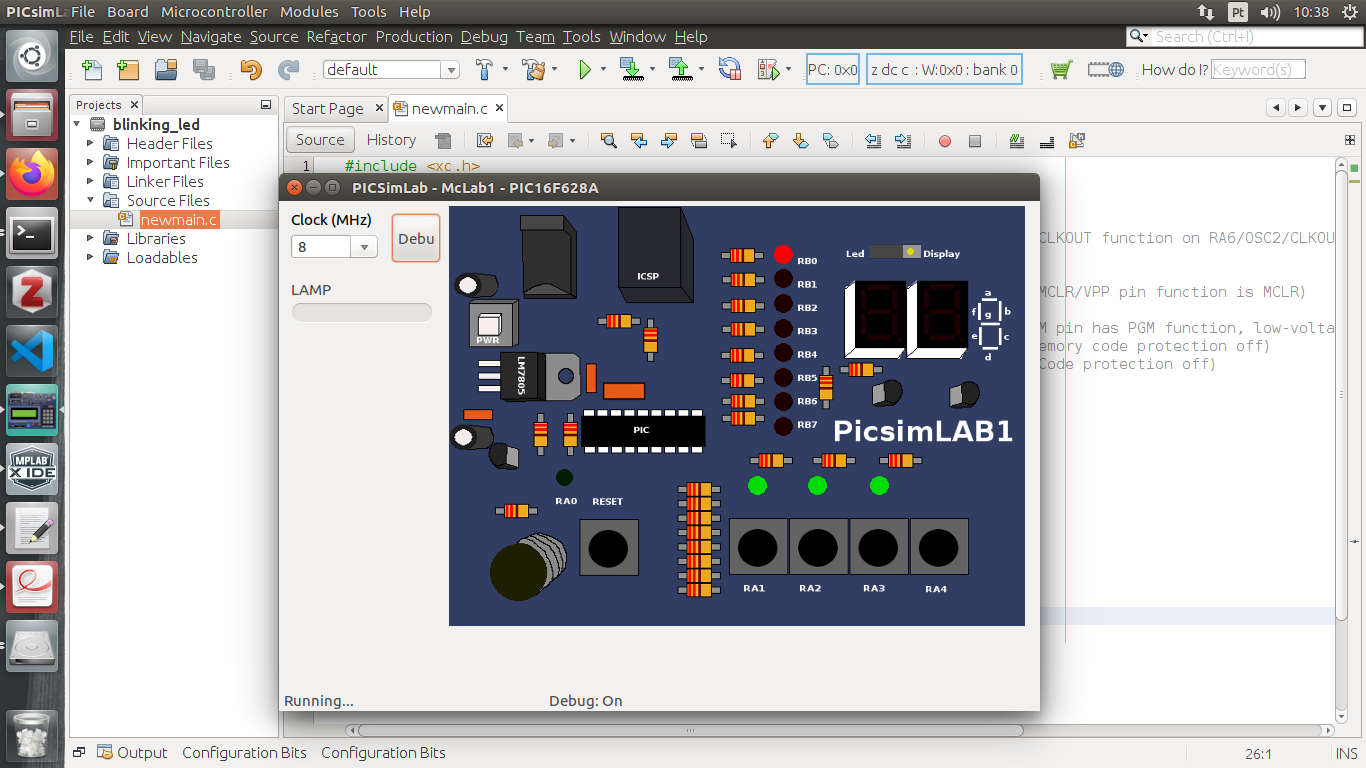 PICsimLa File Board Microcontroller Modules Tools Help Pt 10:38
File Edit View Navigate Source Refactor Production Debug Team Tools Window Help Search (Ctrl+I)
default PC: 0x0 z dc c : W:0x0 : bank 0 How do I? Keyword(s)
Projects
Start Page newmain.c
blinking_led
Header Files
Important Files
Linker Files
Source Files
newmain.c
Libraries
Loadables
Source History
1 #include <xc.h>
PICSimLab - McLab1 - PIC16F628A
Clock (MHz)
8
Debu
LAMP
ICSP
PWR
LM7805
PIC
RA0 RESET
RB0
RB1
RB2
RB3
RB4
RB5
RB6
RB7
Led Display
a
f b
g
e c
d
PicsimLAB1
RA1 RA2 RA3 RA4
CLKOUT function on RA6/OSC2/CLKOU
MCLR/VPP pin function is MCLR)
M pin has PGM function, low-volta
emory code protection off)
Code protection off)
Running... Debug: On
Output Configuration Bits Configuration Bits 26:1 INS
MPLAB
X IDE